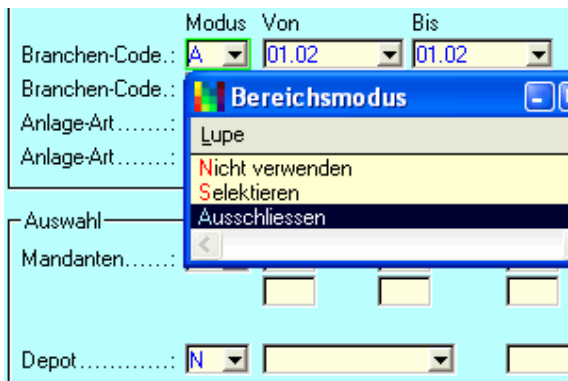 Modus Von Bis
Branchen-Code.: A 01.02 01.02
Branchen-Code.:
Bereichsmodus
Anlage-Art.......:
Lupe
Anlage-Art.......:
Nicht verwenden
Selektieren
Ausschliessen
Auswahl
Mandanten......:
Depot............: N